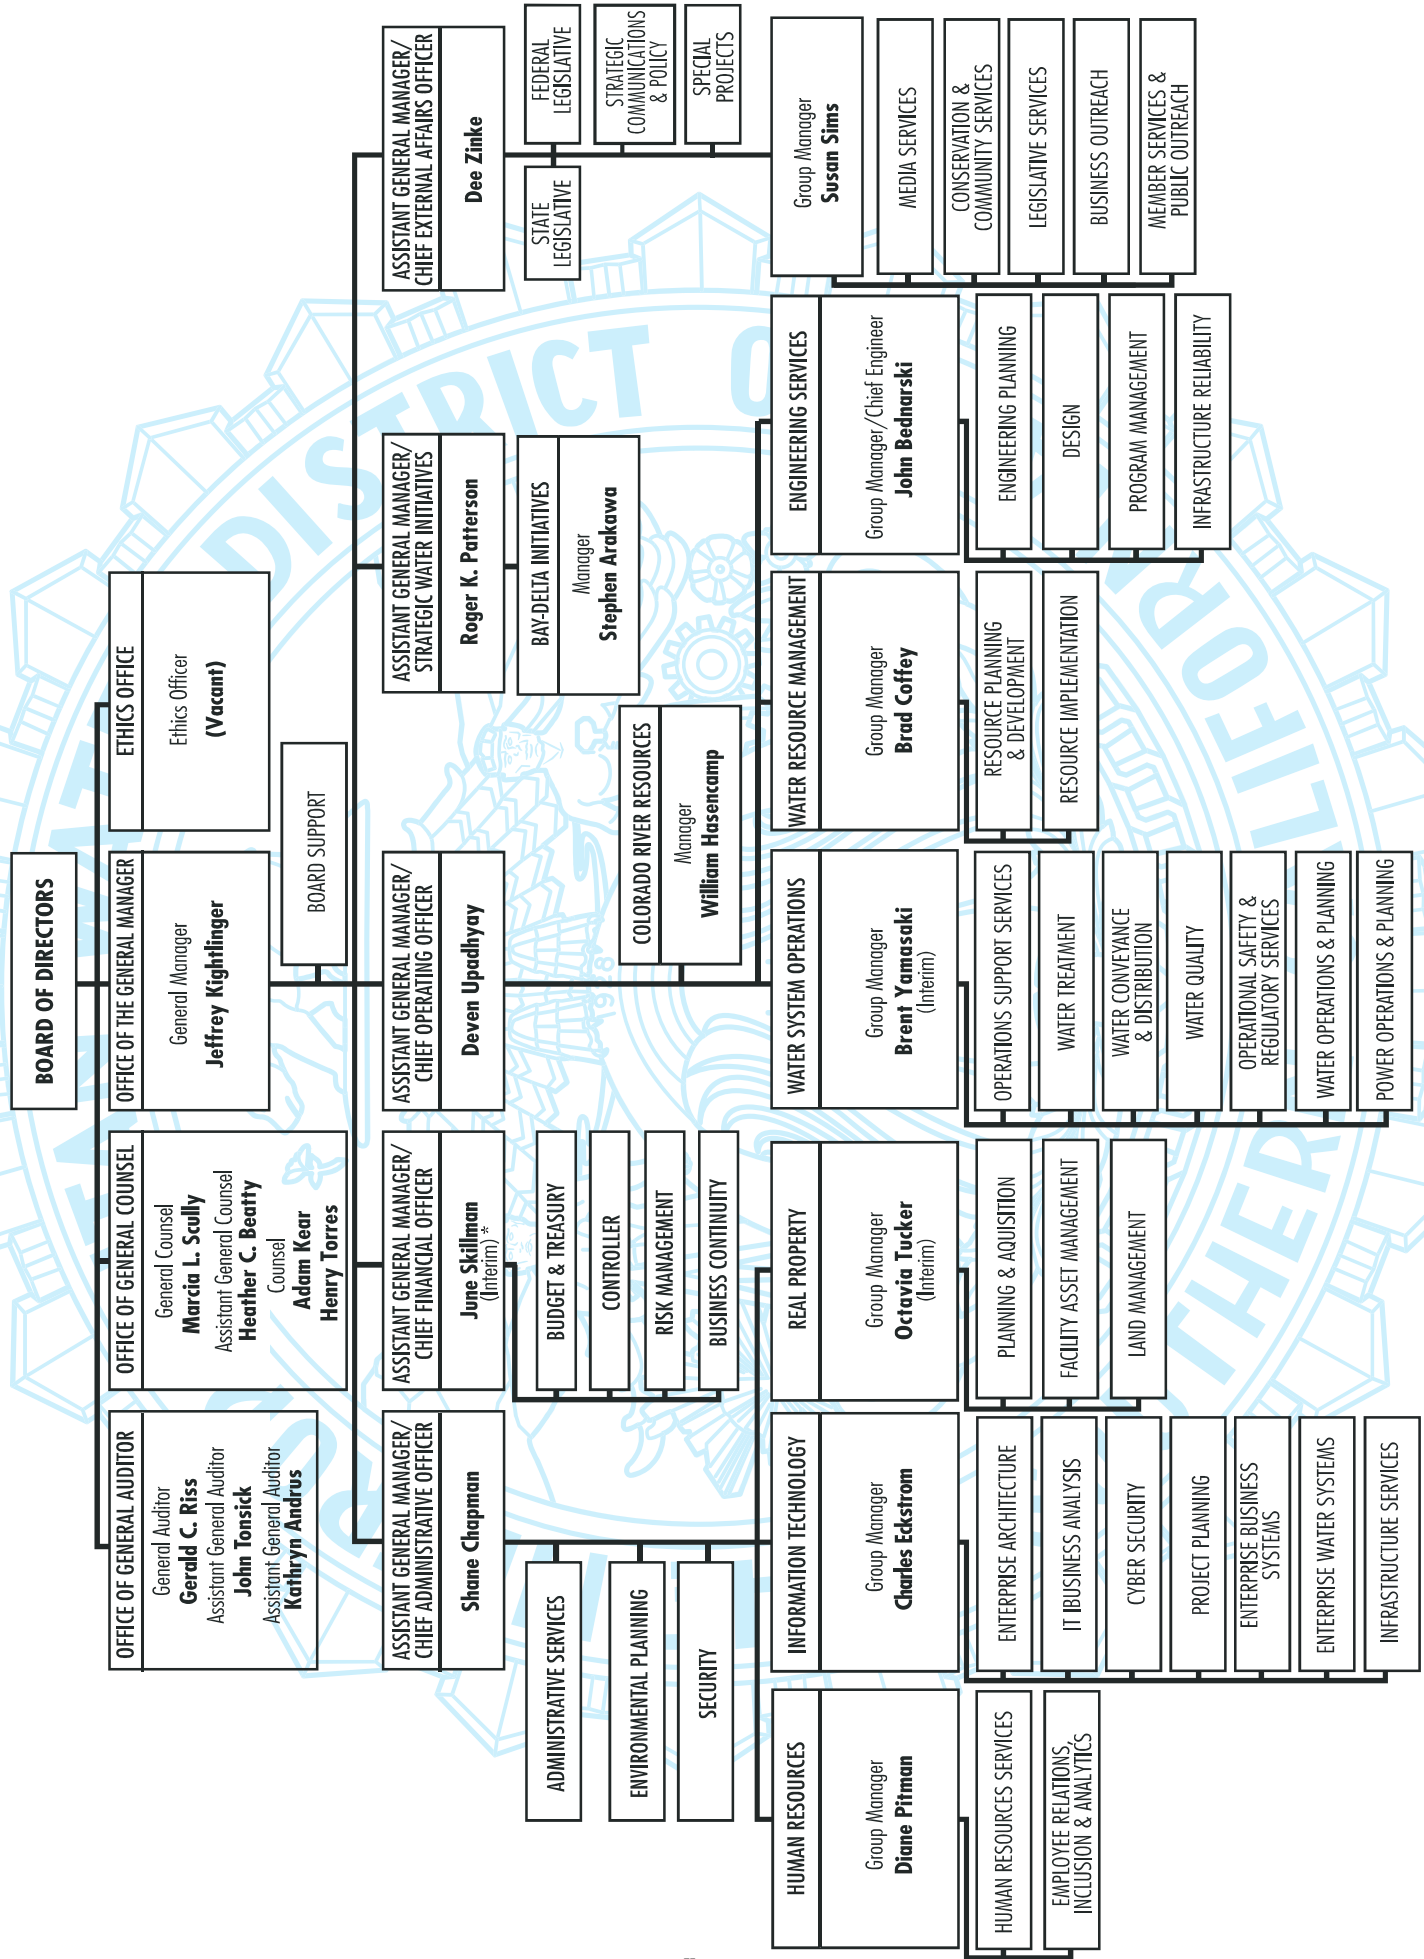 BOARD OF DIRECTORS
OFFICE OF GENERAL AUDITOR
General Auditor
Gerald C. Riss
Assistant General Auditor
John Tonsick
Assistant General Auditor
Kathryn Andrus
OFFICE OF GENERAL COUNSEL
General Counsel
Marcia L. Scully
Assistant General Counsel
Heather C. Beatty
Counsel
Adam Kear
Henry Torres
OFFICE OF THE GENERAL MANAGER
General Manager
Jeffrey Kightlinger
ETHICS OFFICE
Ethics Officer
(Vacant)
BOARD SUPPORT
ASSISTANT GENERAL MANAGER/
CHIEF ADMINISTRATIVE OFFICER
Shane Chapman
ASSISTANT GENERAL MANAGER/
CHIEF FINANCIAL OFFICER
June Skillman
(Interim) *
ASSISTANT GENERAL MANAGER/
CHIEF OPERATING OFFICER
Deven Upadhyay
ASSISTANT GENERAL MANAGER/
STRATEGIC WATER INITIATIVES
Roger K. Patterson
ASSISTANT GENERAL MANAGER/
CHIEF EXTERNAL AFFAIRS OFFICER
Dee Zinke
ADMINISTRATIVE SERVICES
ENVIRONMENTAL PLANNING
SECURITY
BUDGET & TREASURY
CONTROLLER
RISK MANAGEMENT
BUSINESS CONTINUITY
COLORADO RIVER RESOURCES
Manager
William Hasencamp
BAY-DELTA INITIATIVES
Manager
Stephen Arakawa
STATE
LEGISLATIVE
FEDERAL
LEGISLATIVE
STRATEGIC
COMMUNICATIONS
& POLICY
SPECIAL
PROJECTS
HUMAN RESOURCES
Group Manager
Diane Pitman
HUMAN RESOURCES SERVICES
EMPLOYEE RELATIONS,
INCLUSION & ANALYTICS
INFORMATION TECHNOLOGY
Group Manager
Charles Eckstrom
ENTERPRISE ARCHITECTURE
IT IBUSINESS ANALYSIS
CYBER SECURITY
PROJECT PLANNING
ENTERPRISE BUSINESS
SYSTEMS
ENTERPRISE WATER SYSTEMS
INFRASTRUCTURE SERVICES
REAL PROPERTY
Group Manager
Octavia Tucker
(Interim)
PLANNING & AQUISITION
FACILITY ASSET MANAGEMENT
LAND MANAGEMENT
WATER SYSTEM OPERATIONS
Group Manager
Brent Yamasaki
(Interim)
OPERATIONS SUPPORT SERVICES
WATER TREATMENT
WATER CONVEYANCE
& DISTRIBUTION
WATER QUALITY
OPERATIONAL SAFETY &
REGULATORY SERVICES
WATER OPERATIONS & PLANNING
POWER OPERATIONS & PLANNING
WATER RESOURCE MANAGEMENT
Group Manager
Brad Coffey
RESOURCE PLANNING
& DEVELOPMENT
RESOURCE IMPLEMENTATION
ENGINEERING SERVICES
Group Manager/Chief Engineer
John Bednarski
ENGINEERING PLANNING
DESIGN
PROGRAM MANAGEMENT
INFRASTRUCTURE RELIABILITY
Group Manager
Susan Sims
MEDIA SERVICES
CONSERVATION &
COMMUNITY SERVICES
LEGISLATIVE SERVICES
BUSINESS OUTREACH
MEMBER SERVICES &
PUBLIC OUTREACH
DISTRICT
1928